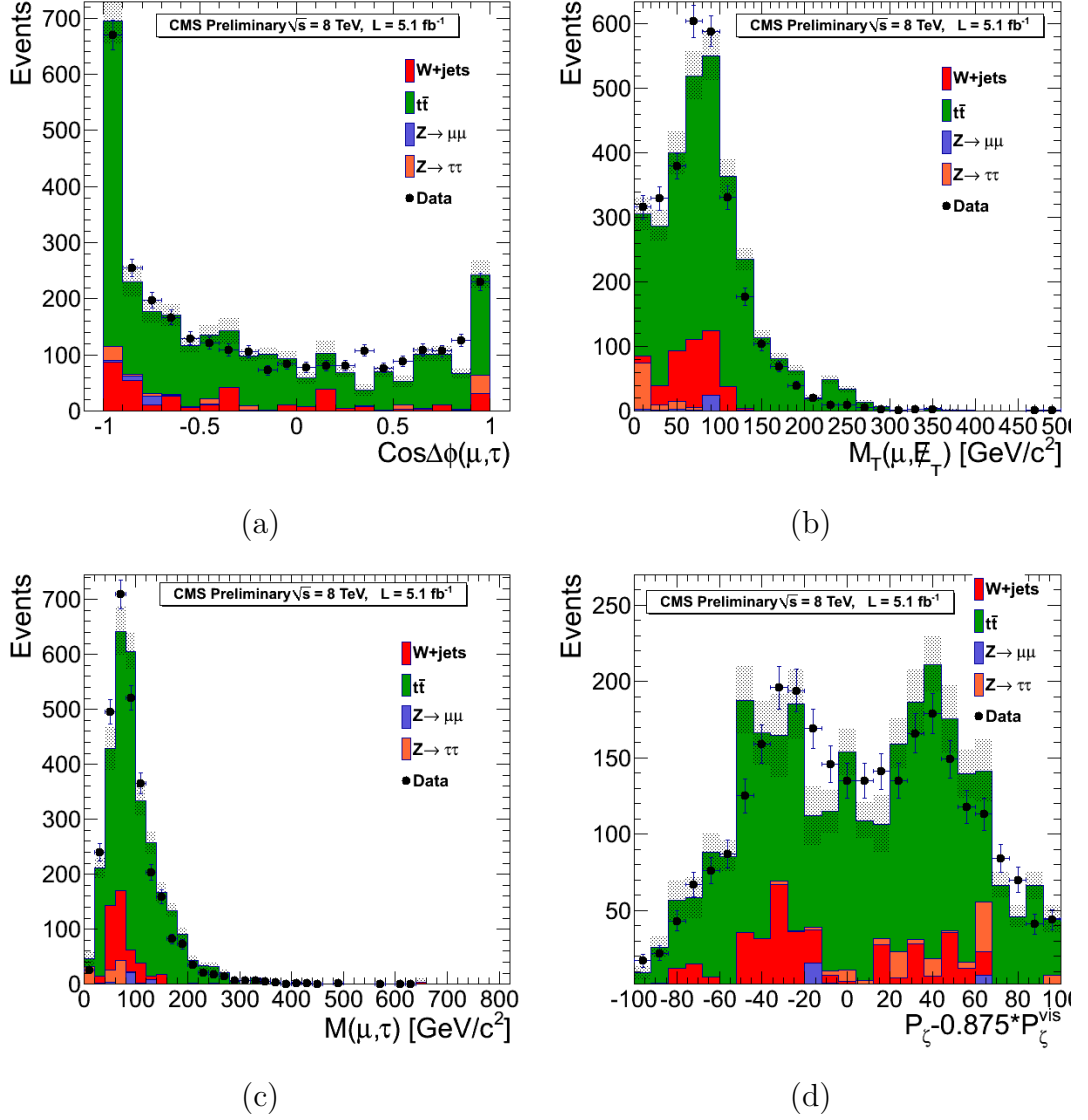 Events
700
600
500
400
300
200
100
0
-1 -0.5 0 0.5 1
CosΔϕ(μ,τ)
CMS Preliminary√s = 8 TeV, L = 5.1 fb⁻¹
W+jets
tt̄
Z→ μμ
Z→ ττ
Data
(a)
Events
600
500
400
300
200
100
0
0 50 100 150 200 250 300 350 400 450 500
M_T(μ,E̸_T) [GeV/c²]
CMS Preliminary√s = 8 TeV, L = 5.1 fb⁻¹
W+jets
tt̄
Z→ μμ
Z→ ττ
Data
(b)
Events
700
600
500
400
300
200
100
0
0 100 200 300 400 500 600 700 800
M(μ,τ) [GeV/c²]
CMS Preliminary√s = 8 TeV, L = 5.1 fb⁻¹
W+jets
tt̄
Z→ μμ
Z→ ττ
Data
(c)
Events
250
200
150
100
50
-100 -80 -60 -40 -20 0 20 40 60 80 100
P_ζ-0.875*P_ζ^vis
CMS Preliminary√s = 8 TeV, L = 5.1 fb⁻¹
W+jets
tt̄
Z→ μμ
Z→ ττ
Data
(d)